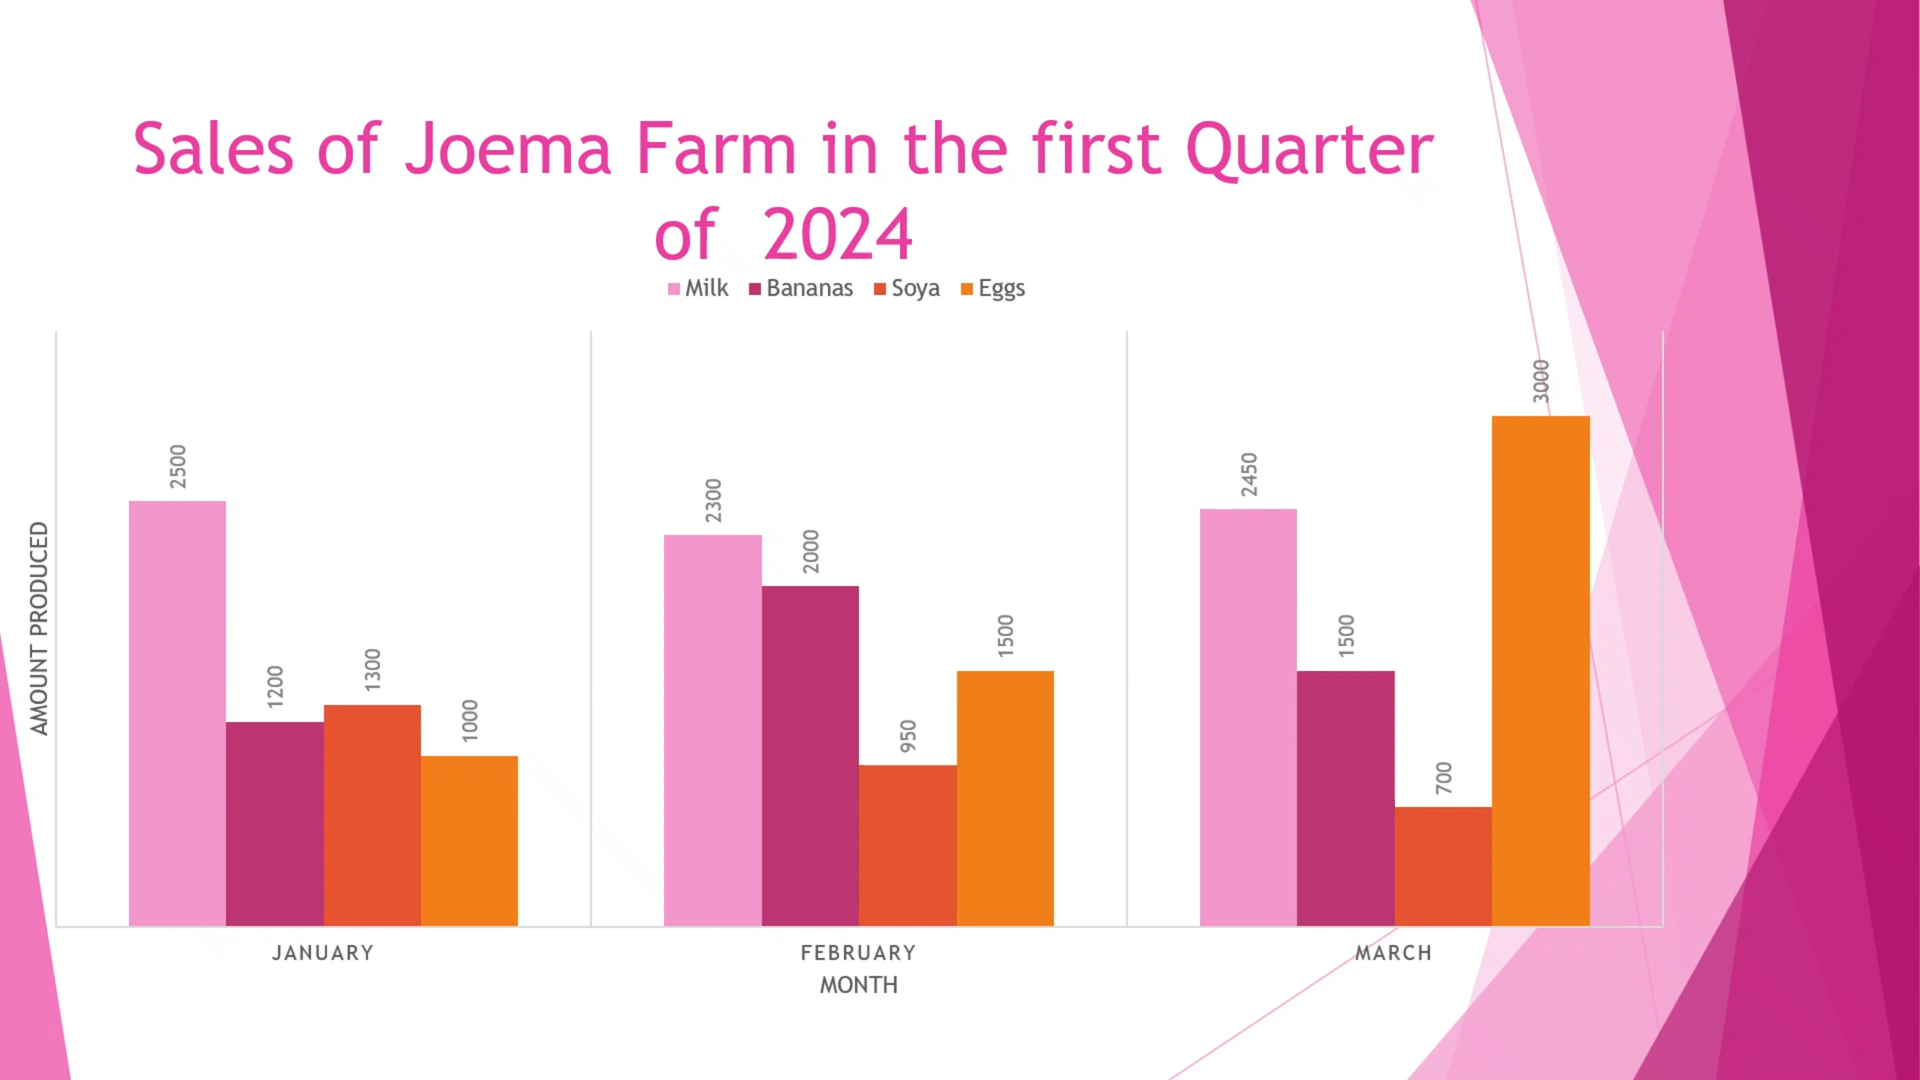 Sales of Joema Farm in the first Quarter
of 2024
Milk Bananas Soya Eggs
AMOUNT PRODUCED
2500
1200
1300
1000
2300
2000
950
1500
2450
1500
700
3000
JANUARY FEBRUARY MARCH
MONTH